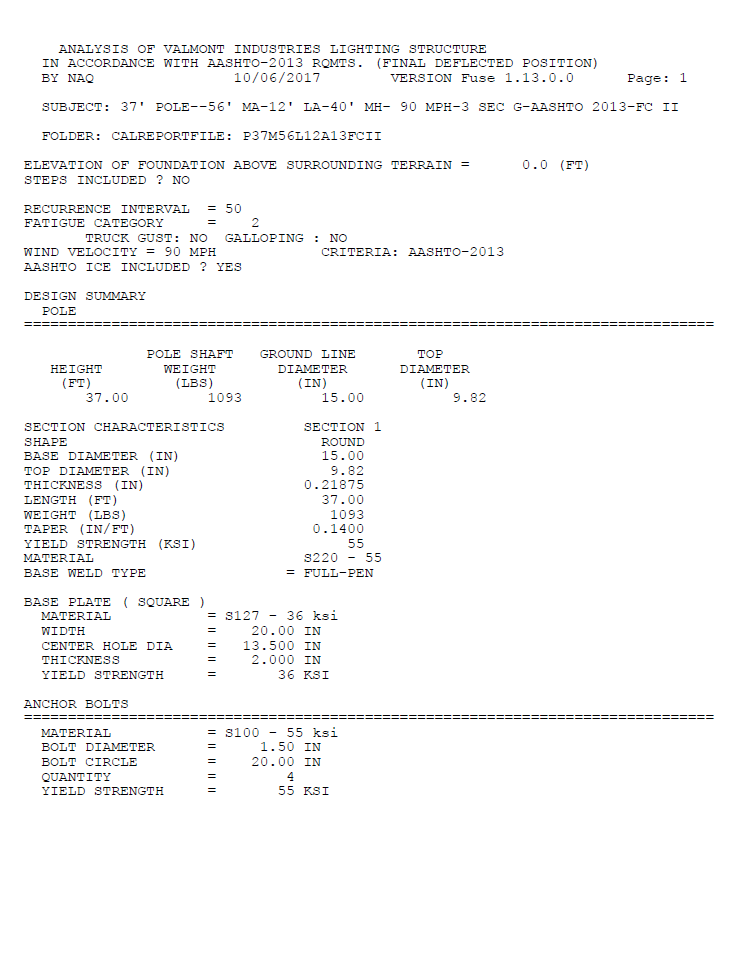 ANALYSIS OF VALMONT INDUSTRIES LIGHTING STRUCTURE
IN ACCORDANCE WITH AASHTO-2013 RQMTS. (FINAL DEFLECTED POSITION)
BY NAQ 10/06/2017 VERSION Fuse 1.13.0.0 Page: 1
SUBJECT: 37' POLE--56' MA-12' LA-40' MH- 90 MPH-3 SEC G-AASHTO 2013-FC II
FOLDER: CALREPORTFILE: P37M56L12A13FCII
ELEVATION OF FOUNDATION ABOVE SURROUNDING TERRAIN = 0.0 (FT)
STEPS INCLUDED ? NO
RECURRENCE INTERVAL = 50
FATIGUE CATEGORY = 2
TRUCK GUST: NO GALLOPING : NO
WIND VELOCITY = 90 MPH CRITERIA: AASHTO-2013
AASHTO ICE INCLUDED ? YES
DESIGN SUMMARY
POLE
===============================================================================
POLE SHAFT GROUND LINE TOP
HEIGHT WEIGHT DIAMETER DIAMETER
(FT) (LBS) (IN) (IN)
37.00 1093 15.00 9.82
SECTION CHARACTERISTICS SECTION 1
SHAPE ROUND
BASE DIAMETER (IN) 15.00
TOP DIAMETER (IN) 9.82
THICKNESS (IN) 0.21875
LENGTH (FT) 37.00
WEIGHT (LBS) 1093
TAPER (IN/FT) 0.1400
YIELD STRENGTH (KSI) 55
MATERIAL S220 - 55
BASE WELD TYPE = FULL-PEN
BASE PLATE ( SQUARE )
MATERIAL = S127 - 36 ksi
WIDTH = 20.00 IN
CENTER HOLE DIA = 13.500 IN
THICKNESS = 2.000 IN
YIELD STRENGTH = 36 KSI
ANCHOR BOLTS
===============================================================================
MATERIAL = S100 - 55 ksi
BOLT DIAMETER = 1.50 IN
BOLT CIRCLE = 20.00 IN
QUANTITY = 4
YIELD STRENGTH = 55 KSI